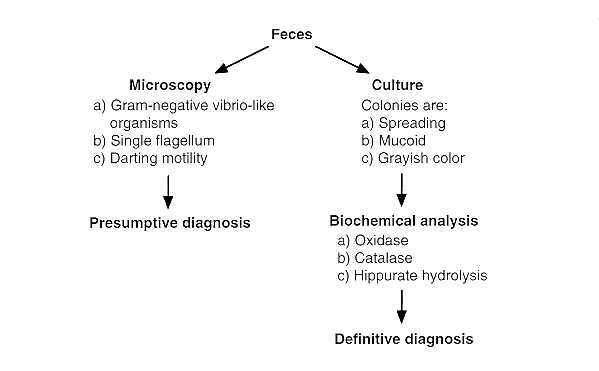 Feces
Microscopy
a) Gram-negative vibrio-like
organisms
b) Single flagellum
c) Darting motility
Presumptive diagnosis
Culture
Colonies are:
a) Spreading
b) Mucoid
c) Grayish color
Biochemical analysis
a) Oxidase
b) Catalase
c) Hippurate hydrolysis
Definitive diagnosis